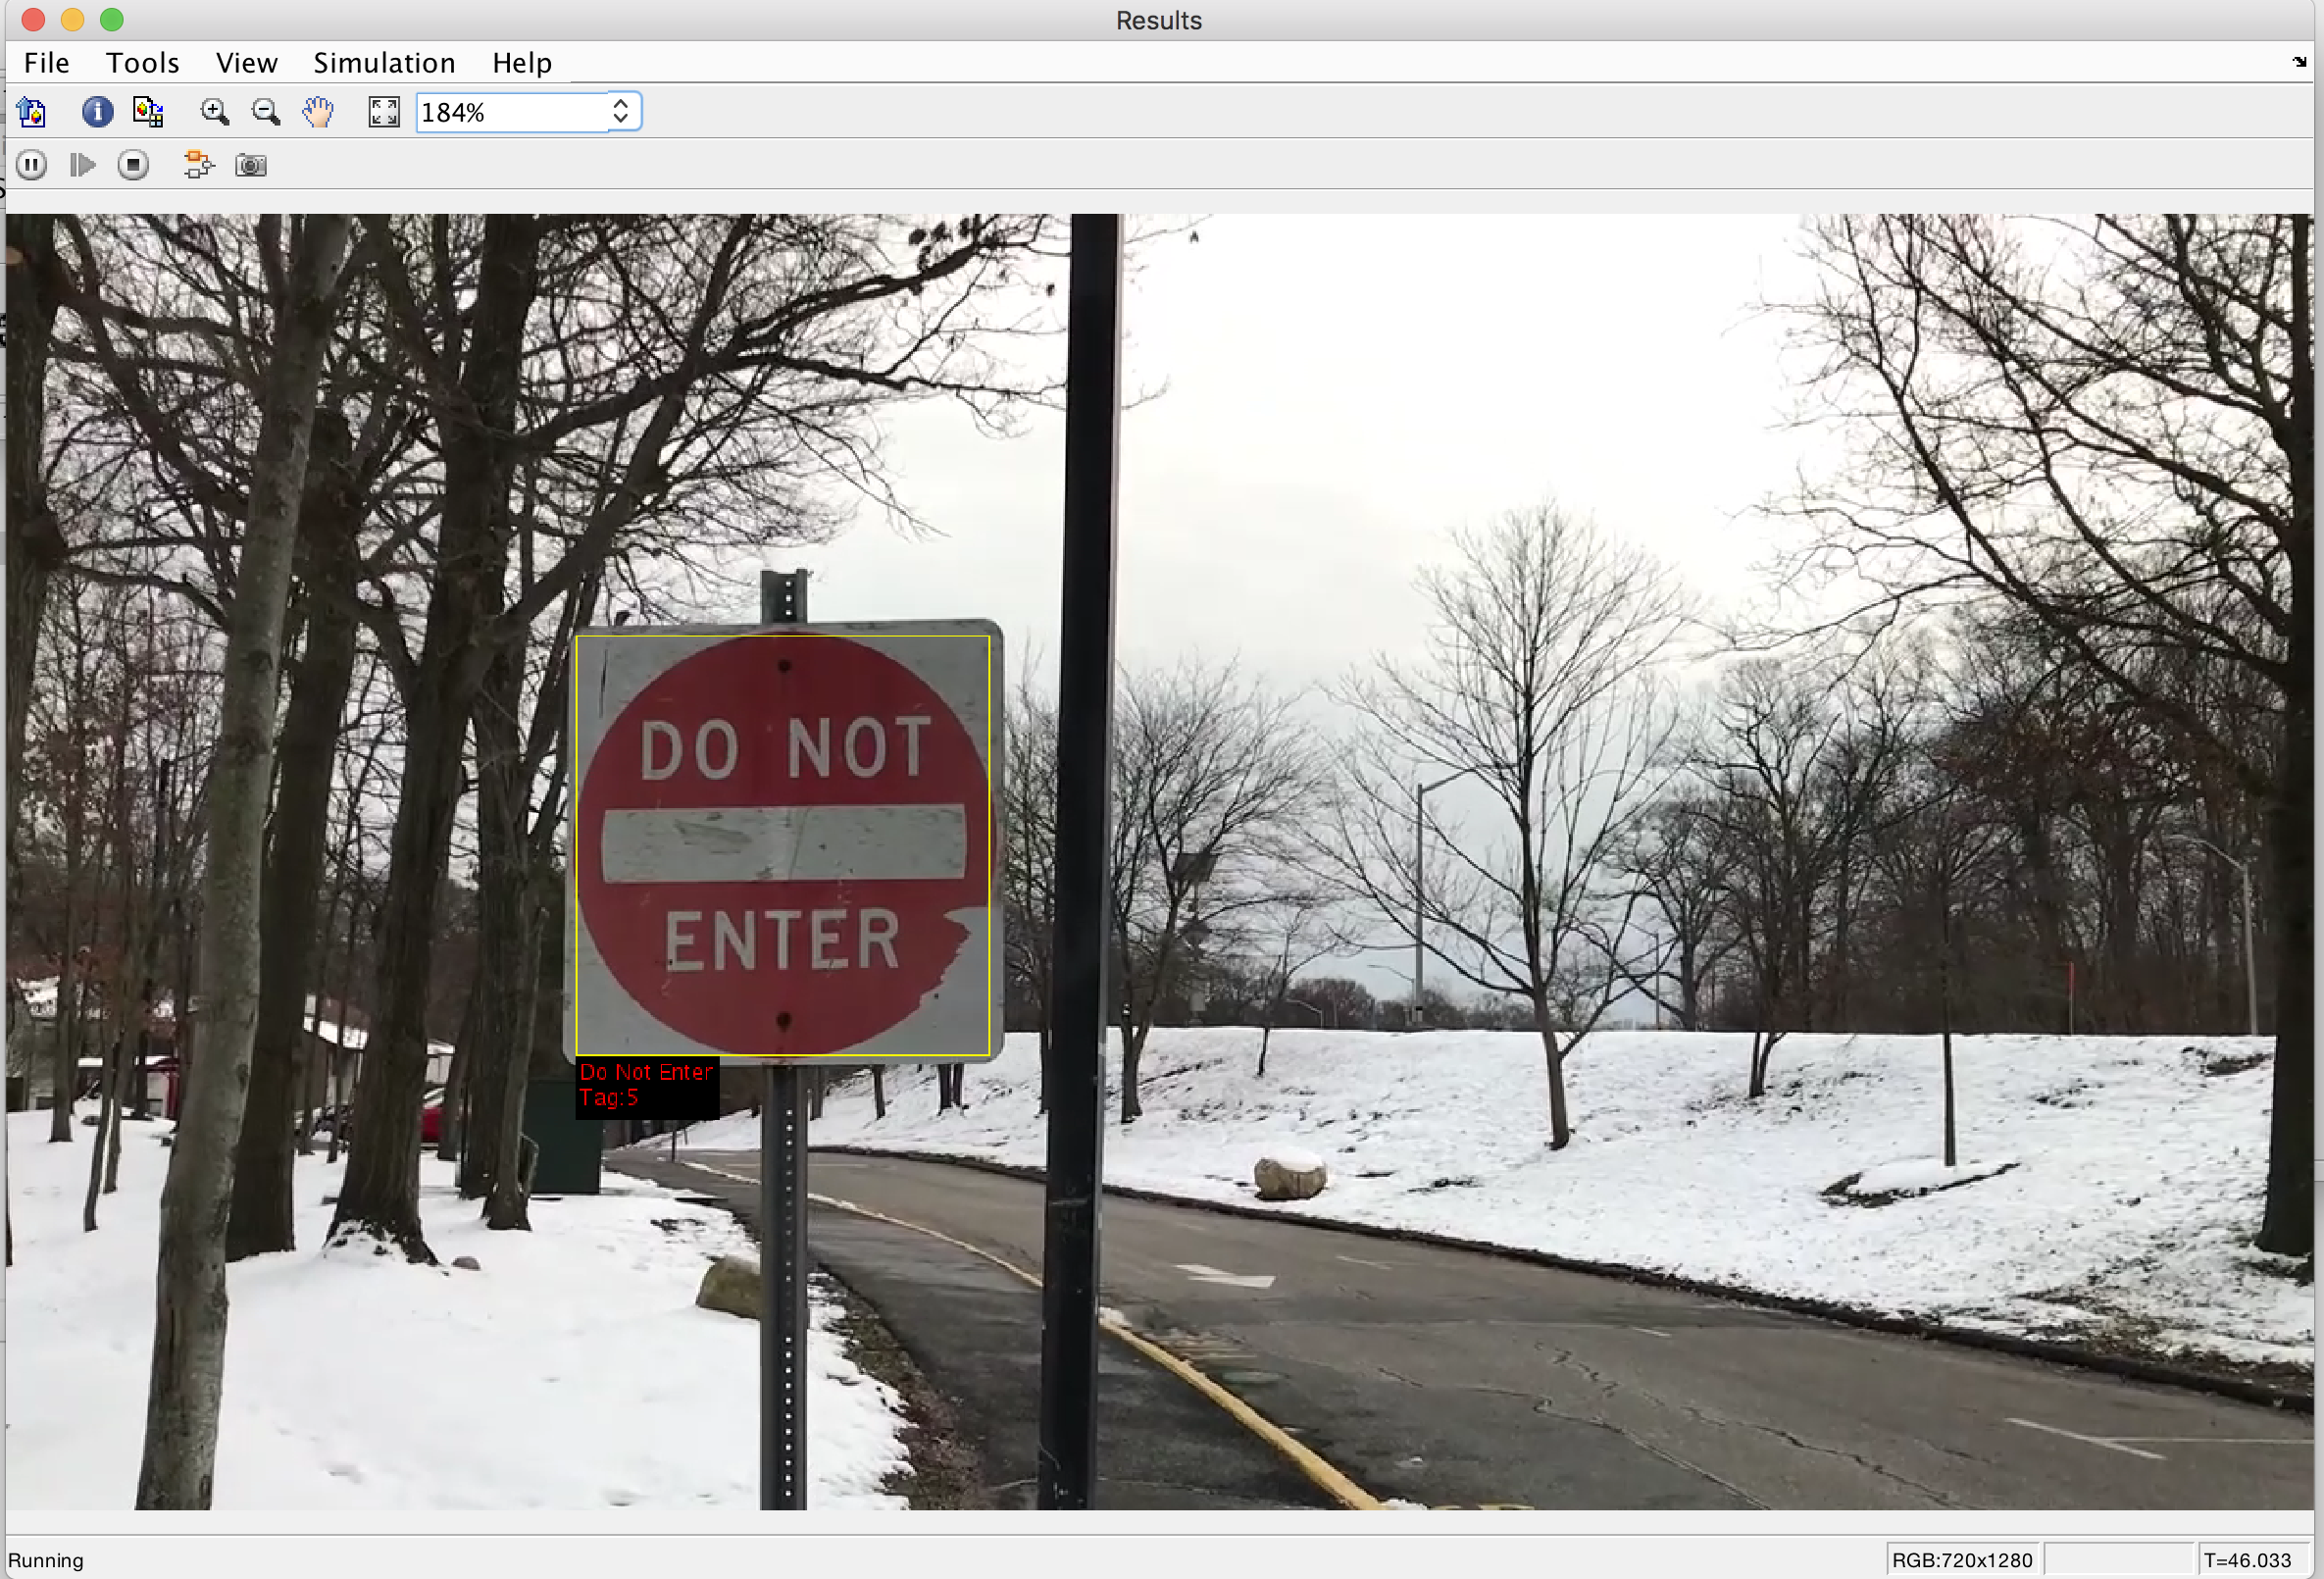 Results
File Tools View Simulation Help
184%
DO NOT
ENTER
Do Not Enter
Tag:5
Running
RGB:720x1280
T=46.033